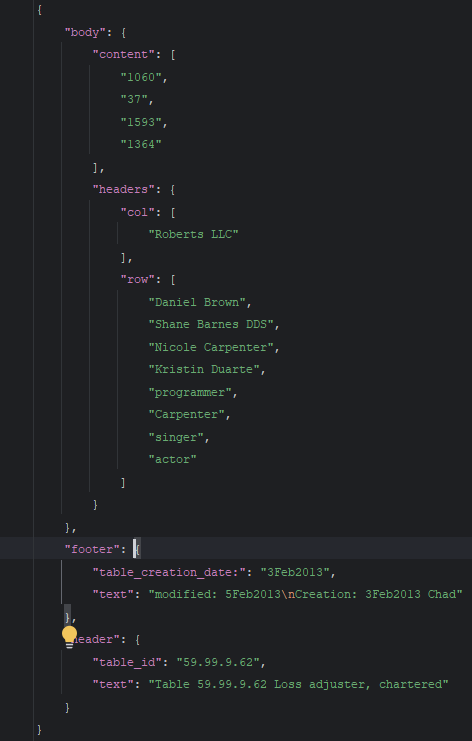 {
    "body": {
        "content": [
            "1060",
            "37",
            "1593",
            "1364"
        ],
        "headers": {
            "col": [
                "Roberts LLC"
            ],
            "row": [
                "Daniel Brown",
                "Shane Barnes DDS",
                "Nicole Carpenter",
                "Kristin Duarte",
                "programmer",
                "Carpenter",
                "singer",
                "actor"
            ]
        }
    },
    "footer": {
        "table_creation_date:": "3Feb2013",
        "text": "modified: 5Feb2013\nCreation: 3Feb2013 Chad"
    },
    "header": {
        "table_id": "59.99.9.62",
        "text": "Table 59.99.9.62 Loss adjuster, chartered"
    }
}